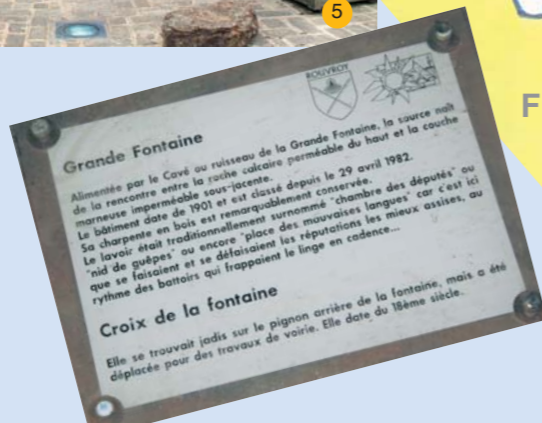 5
F
ROUVROY
Grande Fontaine
Alimentée par le Cavé ou ruisseau de la Grande Fontaine, la source naît
de la rencontre entre la roche calcaire perméable du haut et la couche
marneuse imperméable sous-jacente.
Le bâtiment date de 1901 et est classé depuis le 29 avril 1982.
Sa charpente en bois est remarquablement conservée.
Le lavoir était traditionnellement surnommé "chambre des députés" ou
"nid de guêpes" ou encore "place des mauvaises langues" car c'est ici
que se faisaient et se défaisaient les réputations les mieux assises, au
rythme des battoirs qui frappaient le linge en cadence...
Croix de la fontaine
Elle se trouvait jadis sur le pignon arrière de la fontaine, mais a été
déplacée pour des travaux de voirie. Elle date du 18ème siècle.